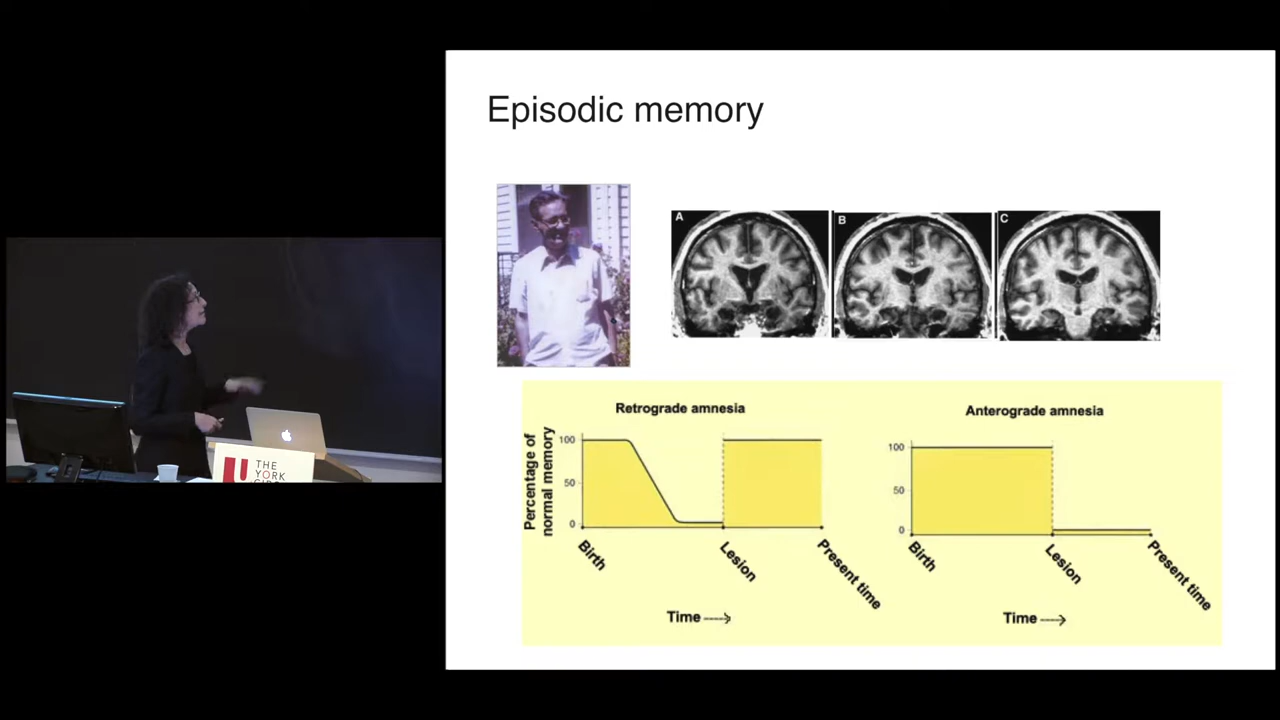 Episodic memory
A
B
C
Retrograde amnesia
Percentage of
normal memory
100
50
0
Birth
Lesion
Present time
Time
Anterograde amnesia
100
50
0
Birth
Lesion
Present time
Time
THE
YORK